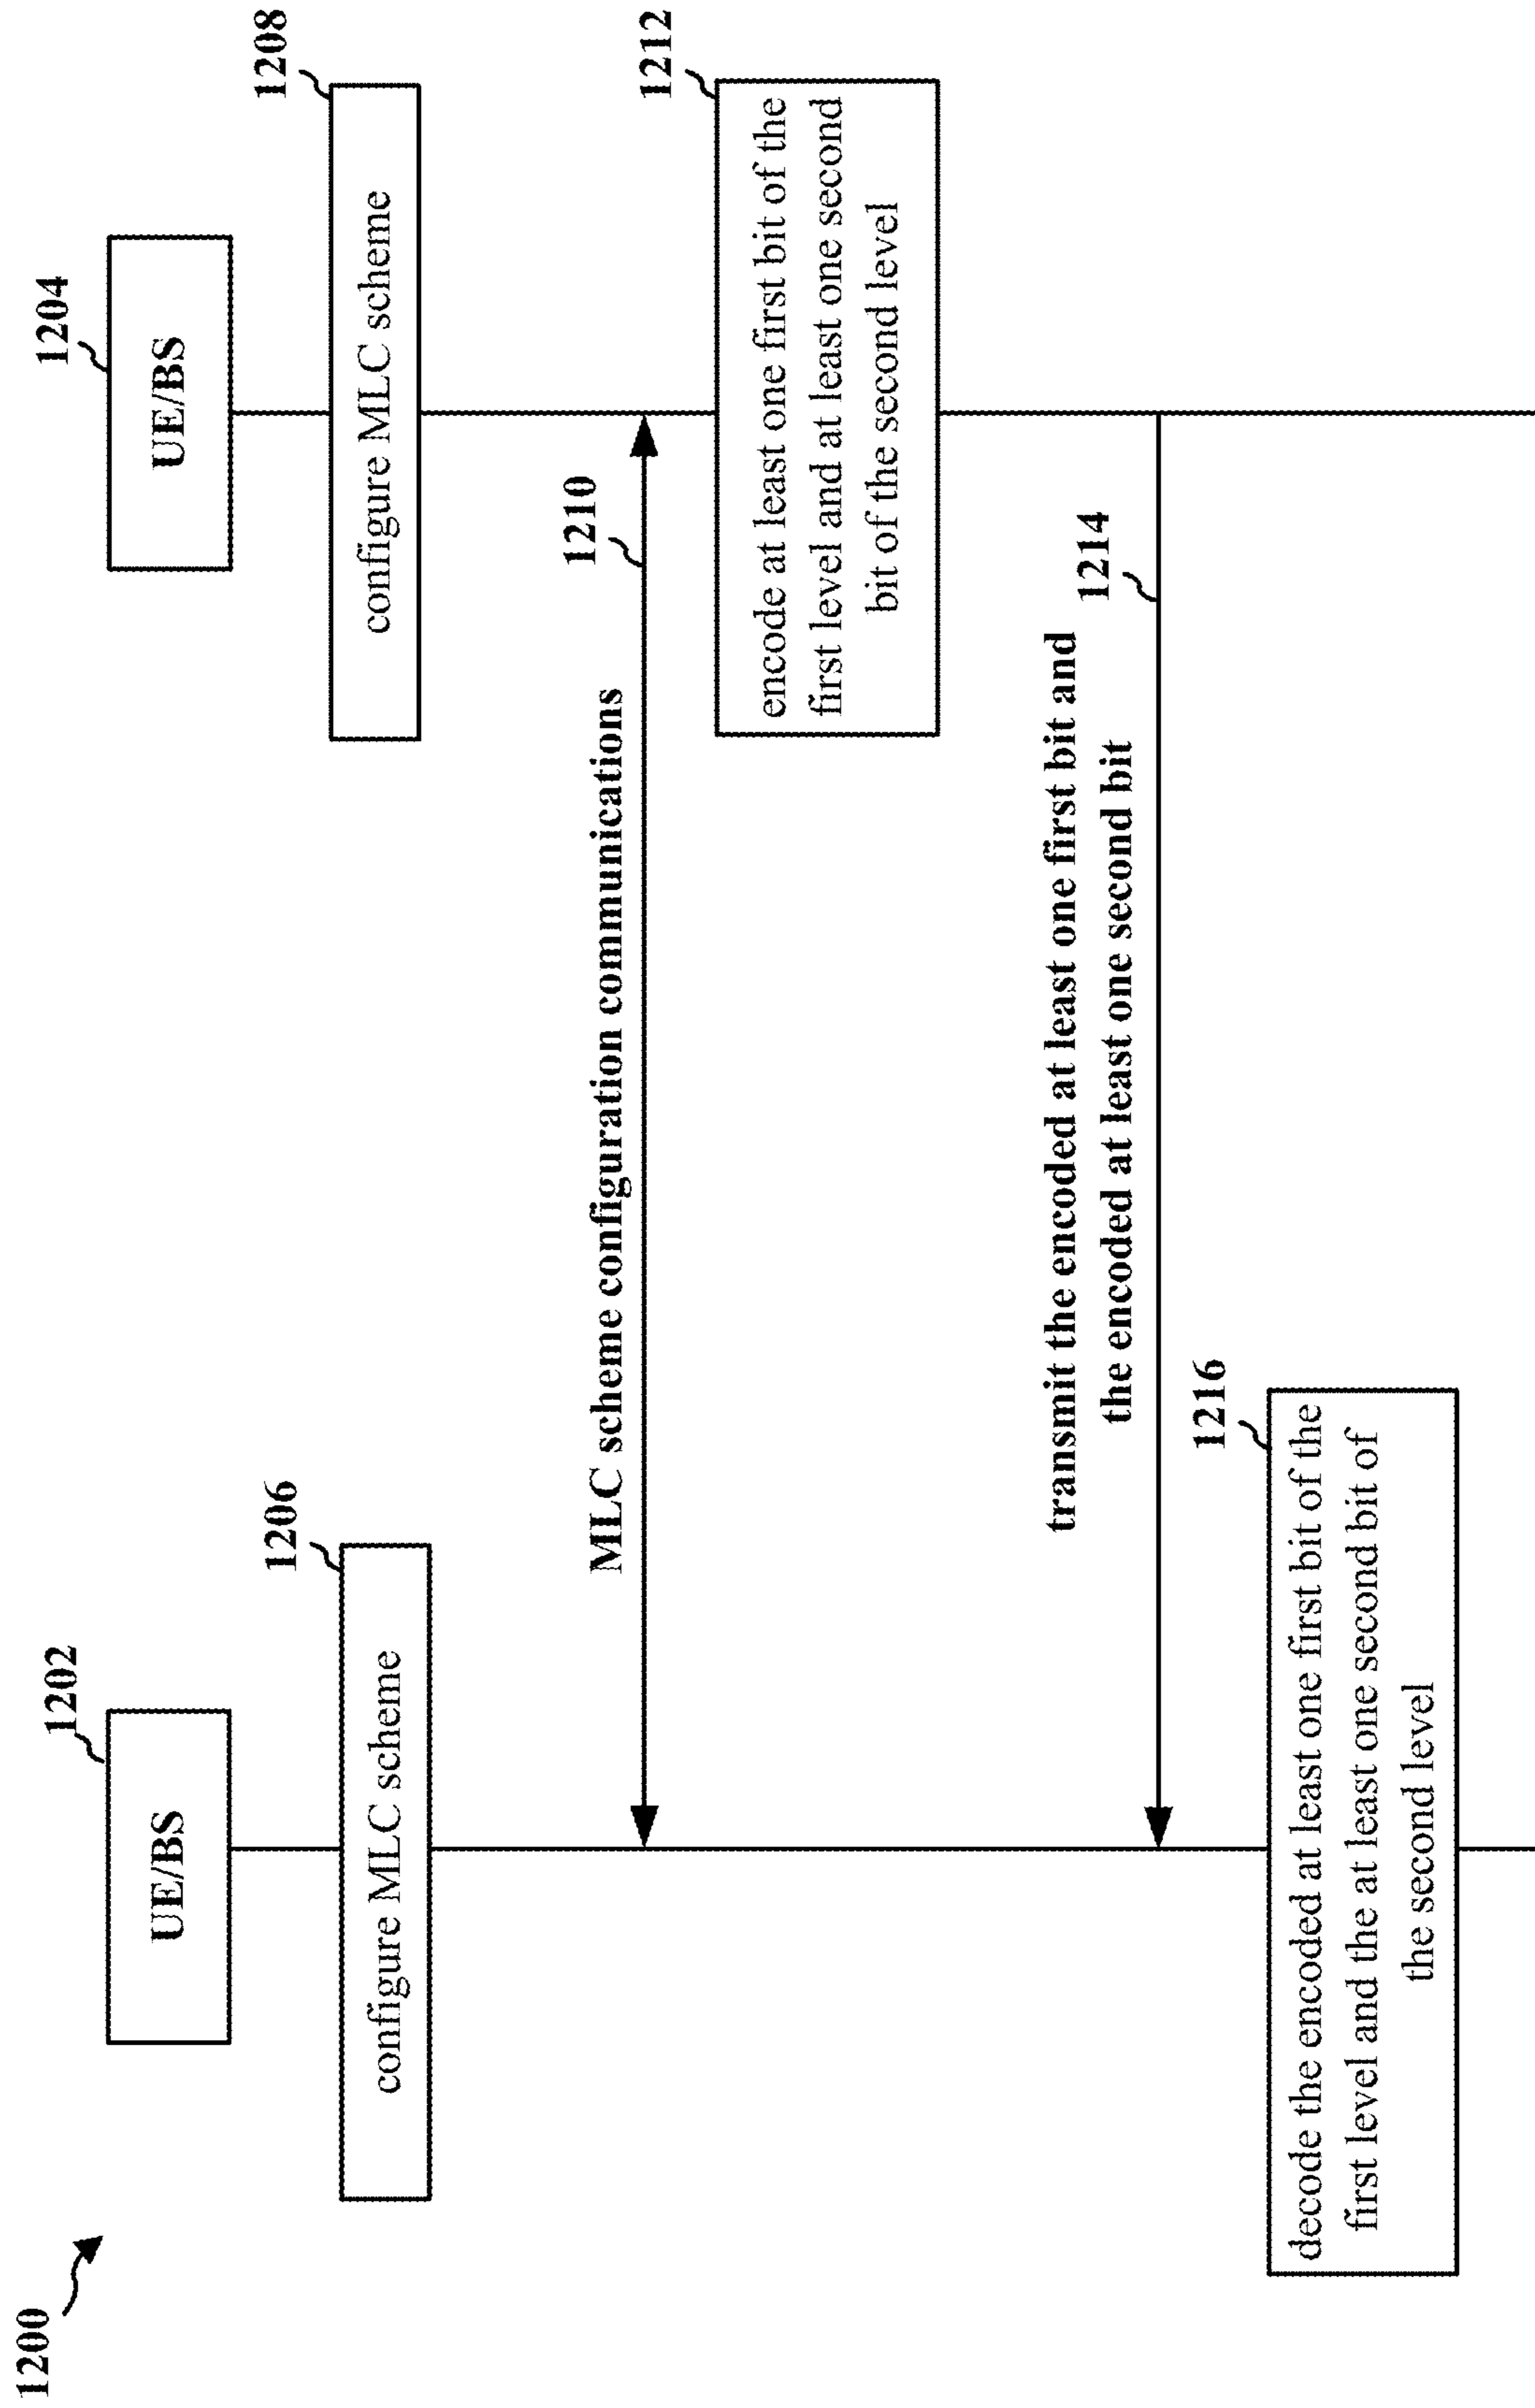 1200
1202
UE/BS
1204
UE/BS
1206
configure MLC scheme
1208
configure MLC scheme
MLC scheme configuration communications
1210
1212
encode at least one first bit of the
first level and at least one second
bit of the second level
transmit the encoded at least one first bit and
the encoded at least one second bit
1214
1216
decode the encoded at least one first bit of the
first level and the at least one second bit of
the second level